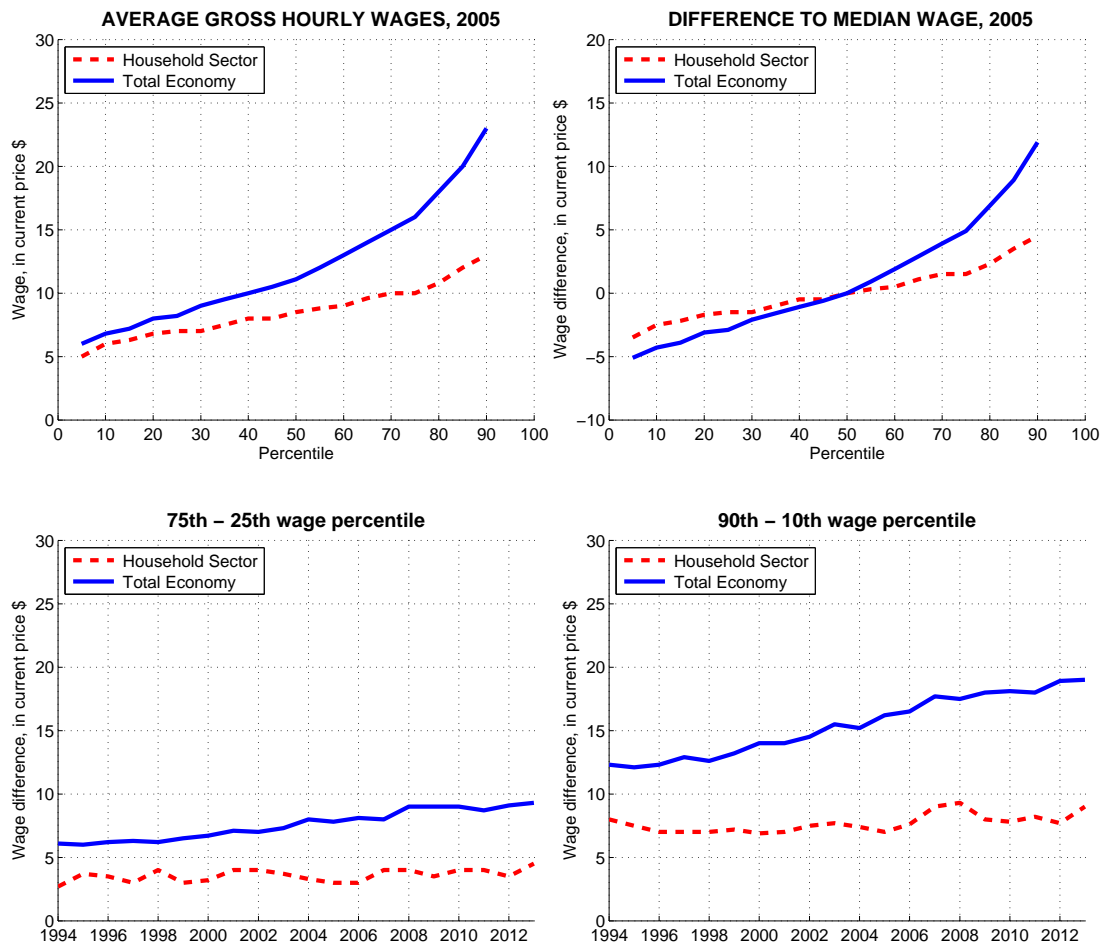 AVERAGE GROSS HOURLY WAGES, 2005
Household Sector
Total Economy
Wage, in current price $
30
25
20
15
10
5
0
0 10 20 30 40 50 60 70 80 90 100
Percentile
DIFFERENCE TO MEDIAN WAGE, 2005
Household Sector
Total Economy
Wage difference, in current price $
20
15
10
5
0
−5
−10
0 10 20 30 40 50 60 70 80 90 100
Percentile
75th − 25th wage percentile
Household Sector
Total Economy
Wage difference, in current price $
30
25
20
15
10
5
0
1994 1996 1998 2000 2002 2004 2006 2008 2010 2012
90th − 10th wage percentile
Household Sector
Total Economy
Wage difference, in current price $
30
25
20
15
10
5
0
1994 1996 1998 2000 2002 2004 2006 2008 2010 2012